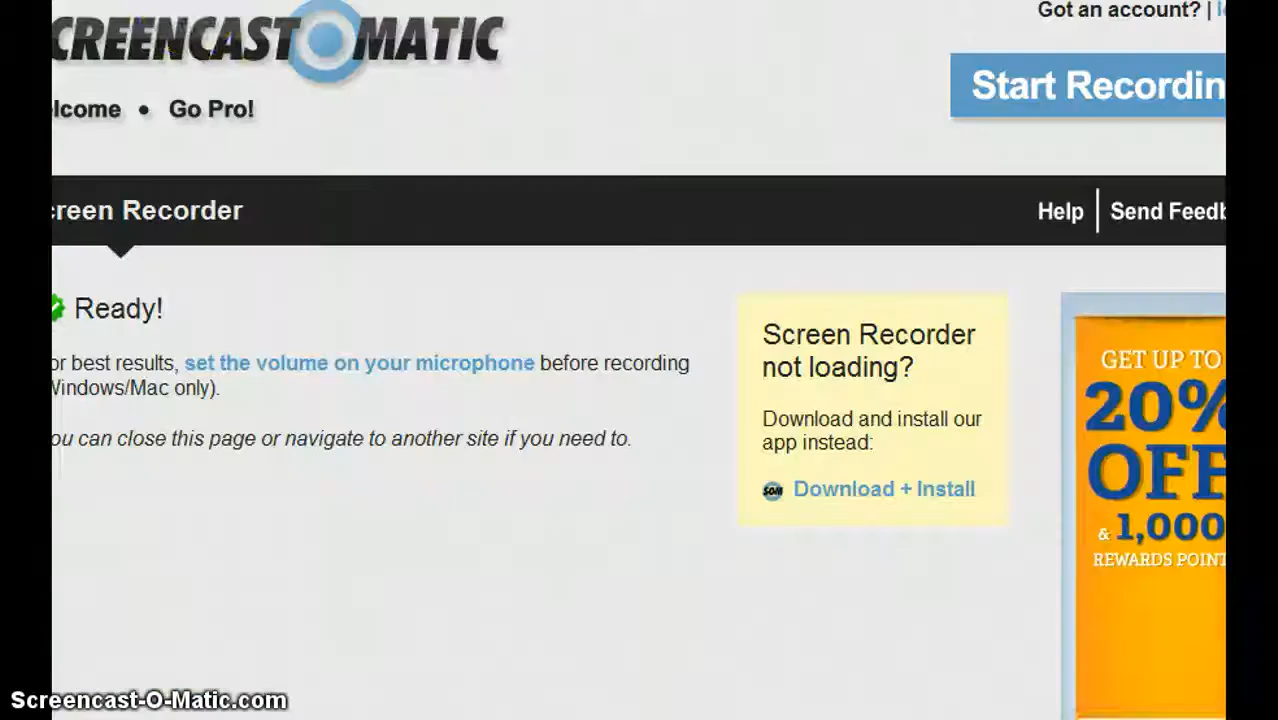 CREENCAST O MATIC
Got an account? |
elcome • Go Pro!
Start Recordin
creen Recorder
Help | Send Feedb
Ready!
or best results, set the volume on your microphone before recording
Windows/Mac only).
ou can close this page or navigate to another site if you need to.
Screen Recorder
not loading?
Download and install our
app instead:
SOM Download + Install
GET UP TO
20%
OFF
& 1,000
REWARDS POINT
Screencast-O-Matic.com